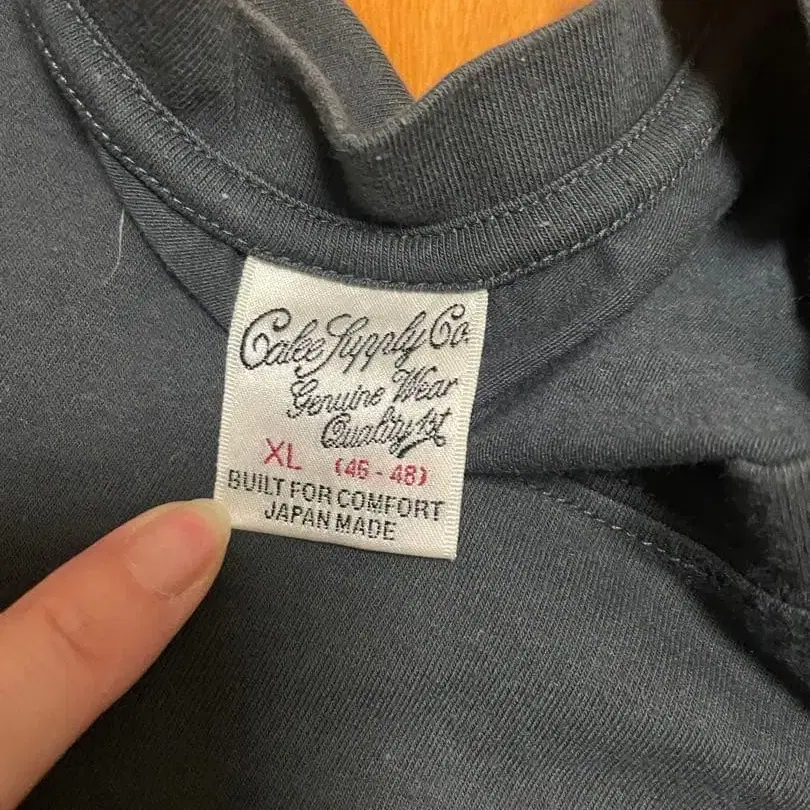 Calee Supply Co.
Genuine Wear
Quality 1st
XL (46-48)
BUILT FOR COMFORT
JAPAN MADE